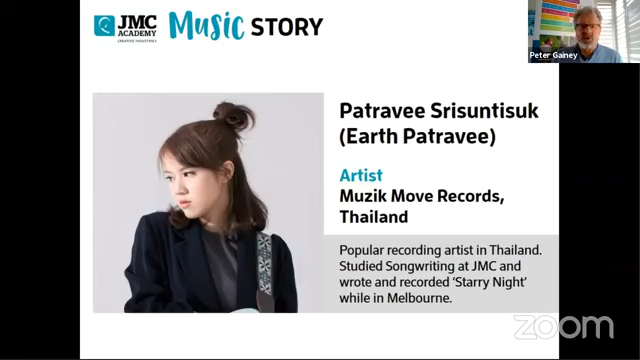 JMC
ACADEMY
CREATIVE INDUSTRIES
Music STORY
Peter Gainey
Patravee Srisuntisuk
(Earth Patravee)
Artist
Muzik Move Records,
Thailand
Popular recording artist in Thailand.
Studied Songwriting at JMC and
wrote and recorded ‘Starry Night’
while in Melbourne.
zoom